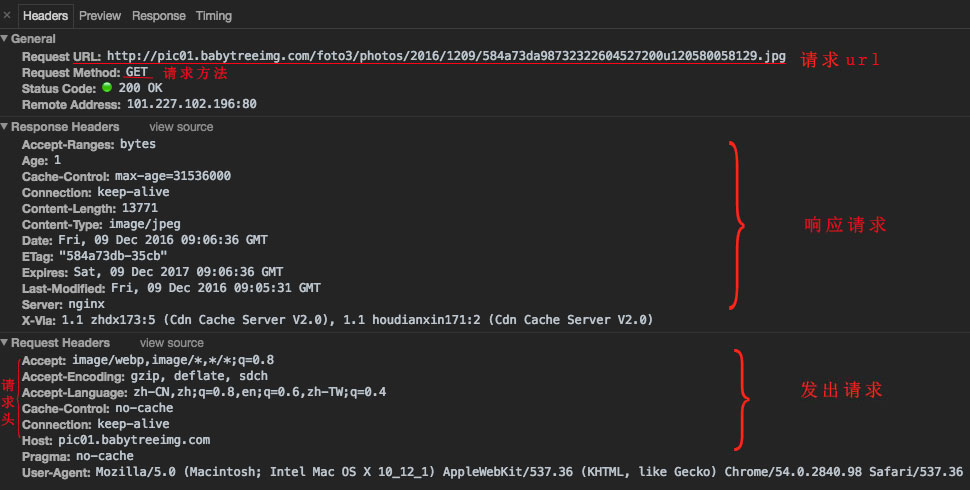 × Headers Preview Response Timing
▼ General
Request URL: http://pic01.babytreeimg.com/foto3/photos/2016/1209/584a73da98732322604527200u120580058129.jpg 请求url
Request Method: GET 请求方法
Status Code: 200 OK
Remote Address: 101.227.102.196:80
▼ Response Headers view source
Accept-Ranges: bytes
Age: 1
Cache-Control: max-age=31536000
Connection: keep-alive
Content-Length: 13771
Content-Type: image/jpeg
响应请求
Date: Fri, 09 Dec 2016 09:06:36 GMT
ETag: "584a73db-35cb"
Expires: Sat, 09 Dec 2017 09:06:36 GMT
Last-Modified: Fri, 09 Dec 2016 09:05:31 GMT
Server: nginx
X-Via: 1.1 zhdx173:5 (Cdn Cache Server V2.0), 1.1 houdianxin171:2 (Cdn Cache Server V2.0)
▼ Request Headers view source
请求头
Accept: image/webp,image/*,*/*;q=0.8
Accept-Encoding: gzip, deflate, sdch
Accept-Language: zh-CN,zh;q=0.8,en;q=0.6,zh-TW;q=0.4
发出请求
Cache-Control: no-cache
Connection: keep-alive
Host: pic01.babytreeimg.com
Pragma: no-cache
User-Agent: Mozilla/5.0 (Macintosh; Intel Mac OS X 10_12_1) AppleWebKit/537.36 (KHTML, like Gecko) Chrome/54.0.2840.98 Safari/537.36